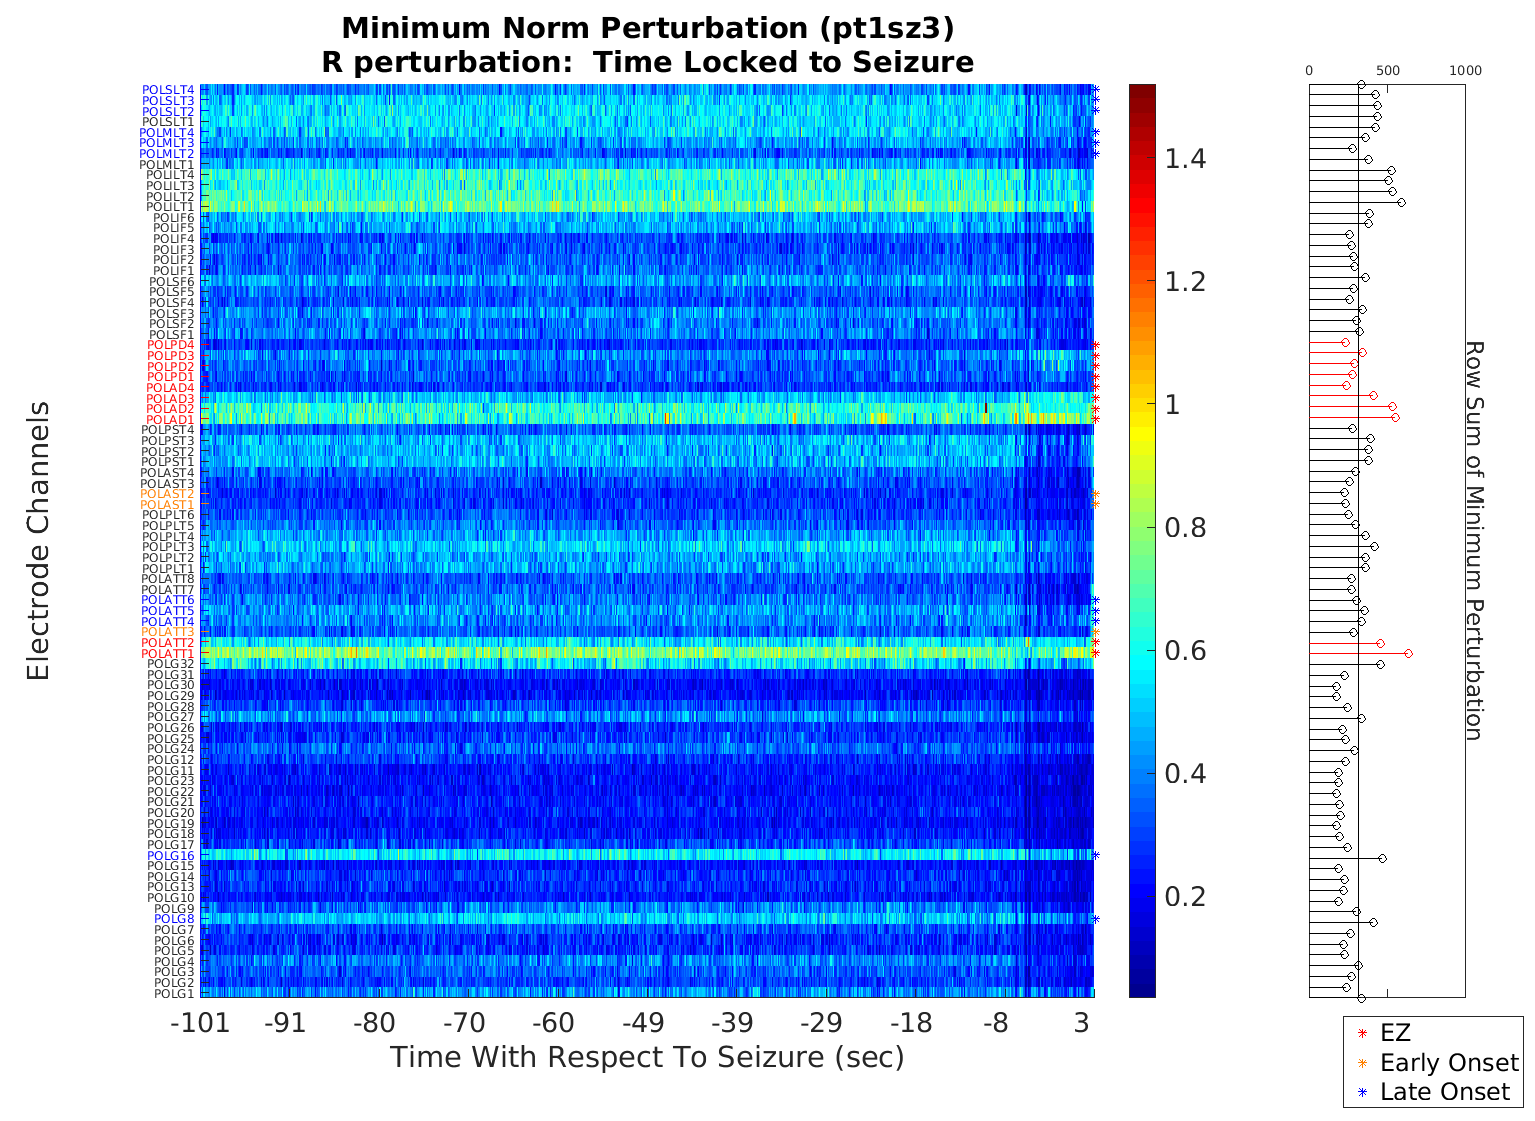 Minimum Norm Perturbation (pt1sz3)
R perturbation:  Time Locked to Seizure
0 500 1000
POLSLT4
POLSLT3
POLSLT2
POLSLT1
POLMLT4
POLMLT3
POLMLT2
POLMLT1
POLILT4
POLILT3
POLILT2
POLILT1
POLIF6
POLIF5
POLIF4
POLIF3
POLIF2
POLIF1
POLSF6
POLSF5
POLSF4
POLSF3
POLSF2
POLSF1
POLPD4
POLPD3
POLPD2
POLPD1
POLAD4
POLAD3
POLAD2
POLAD1
POLPST4
POLPST3
POLPST2
POLPST1
POLAST4
POLAST3
POLAST2
POLAST1
POLPLT6
POLPLT5
POLPLT4
POLPLT3
POLPLT2
POLPLT1
POLATT8
POLATT7
POLATT6
POLATT5
POLATT4
POLATT3
POLATT2
POLATT1
POLG32
POLG31
POLG30
POLG29
POLG28
POLG27
POLG26
POLG25
POLG24
POLG12
POLG11
POLG23
POLG22
POLG21
POLG20
POLG19
POLG18
POLG17
POLG16
POLG15
POLG14
POLG13
POLG10
POLG9
POLG8
POLG7
POLG6
POLG5
POLG4
POLG3
POLG2
POLG1
Electrode Channels
-101 -91 -80 -70 -60 -49 -39 -29 -18 -8 3
Time With Respect To Seizure (sec)
1.4
1.2
1
0.8
0.6
0.4
0.2
Row Sum of Minimum Perturbation
EZ
Early Onset
Late Onset